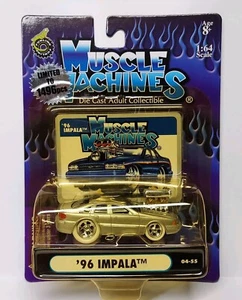 Age
8+
1:64
Scale
MUSCLE
MACHINES
Die Cast Adult Collectible
LIMITED
TO
1496pcs
'96
IMPALA™
MUSCLE
MACHINES
'96 IMPALA™
04-55